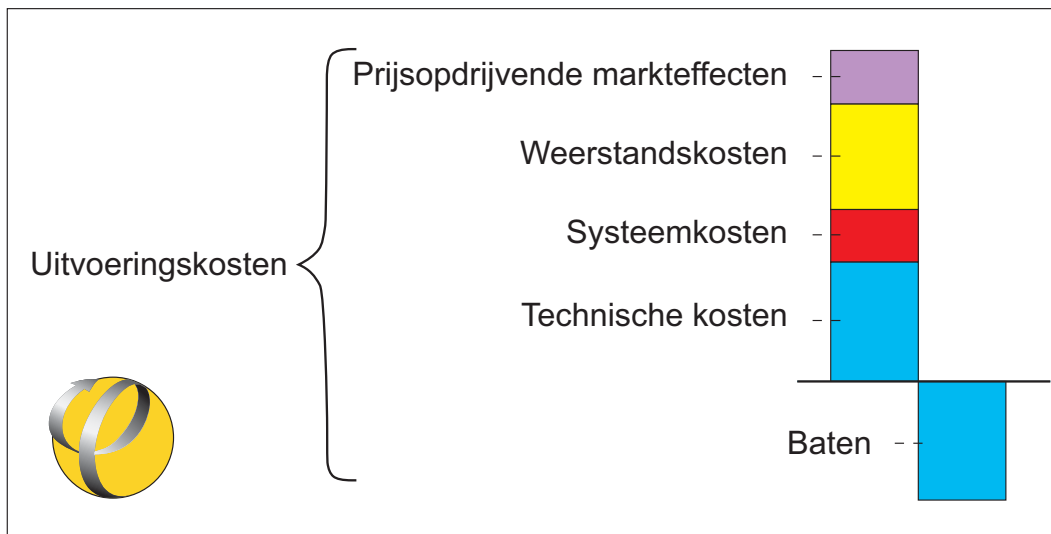 Prijsopdrijvende markteffecten
Weerstandskosten
Systeemkosten
Uitvoeringskosten
Technische kosten
Baten